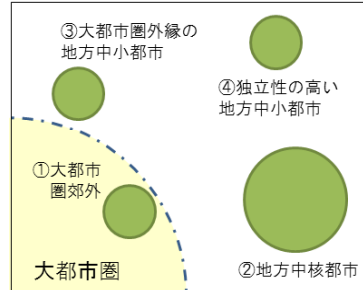 ③大都市圏外縁の
地方中小都市
④独立性の高い
地方中小都市
①大都市
圏郊外
大都市圏
②地方中核都市